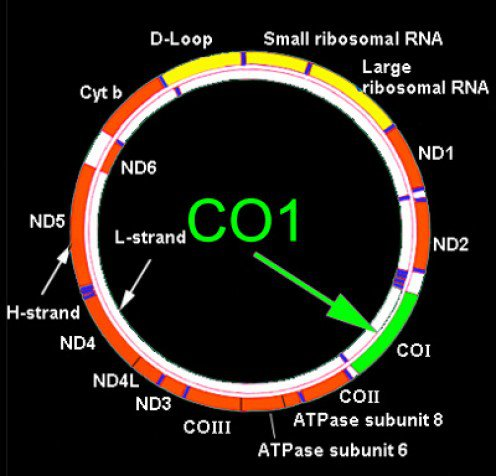 D-Loop
Small ribosomal RNA
Large
ribosomal RNA
Cyt b
ND1
ND6
CO1
ND5
L-strand
ND2
H-strand
ND4
COI
ND4L
ND3
COII
COIII
ATPase subunit 8
ATPase subunit 6